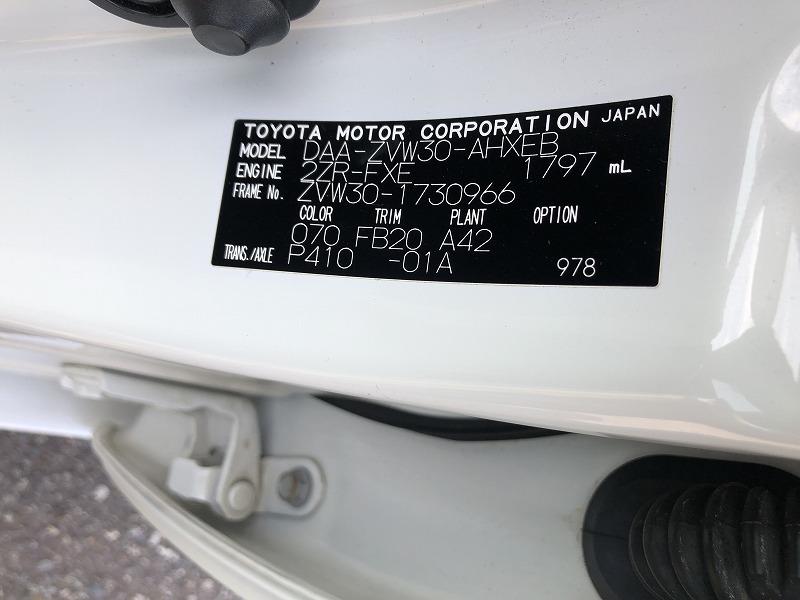 TOYOTA MOTOR CORPORATION JAPAN
MODEL DAA-ZVW30-AHXEB
ENGINE 2ZR-FXE 1797 mL
FRAME No. ZVW30-1730966
COLOR TRIM PLANT OPTION
070 FB20 A42
TRANS./AXLE P410 -01A 978